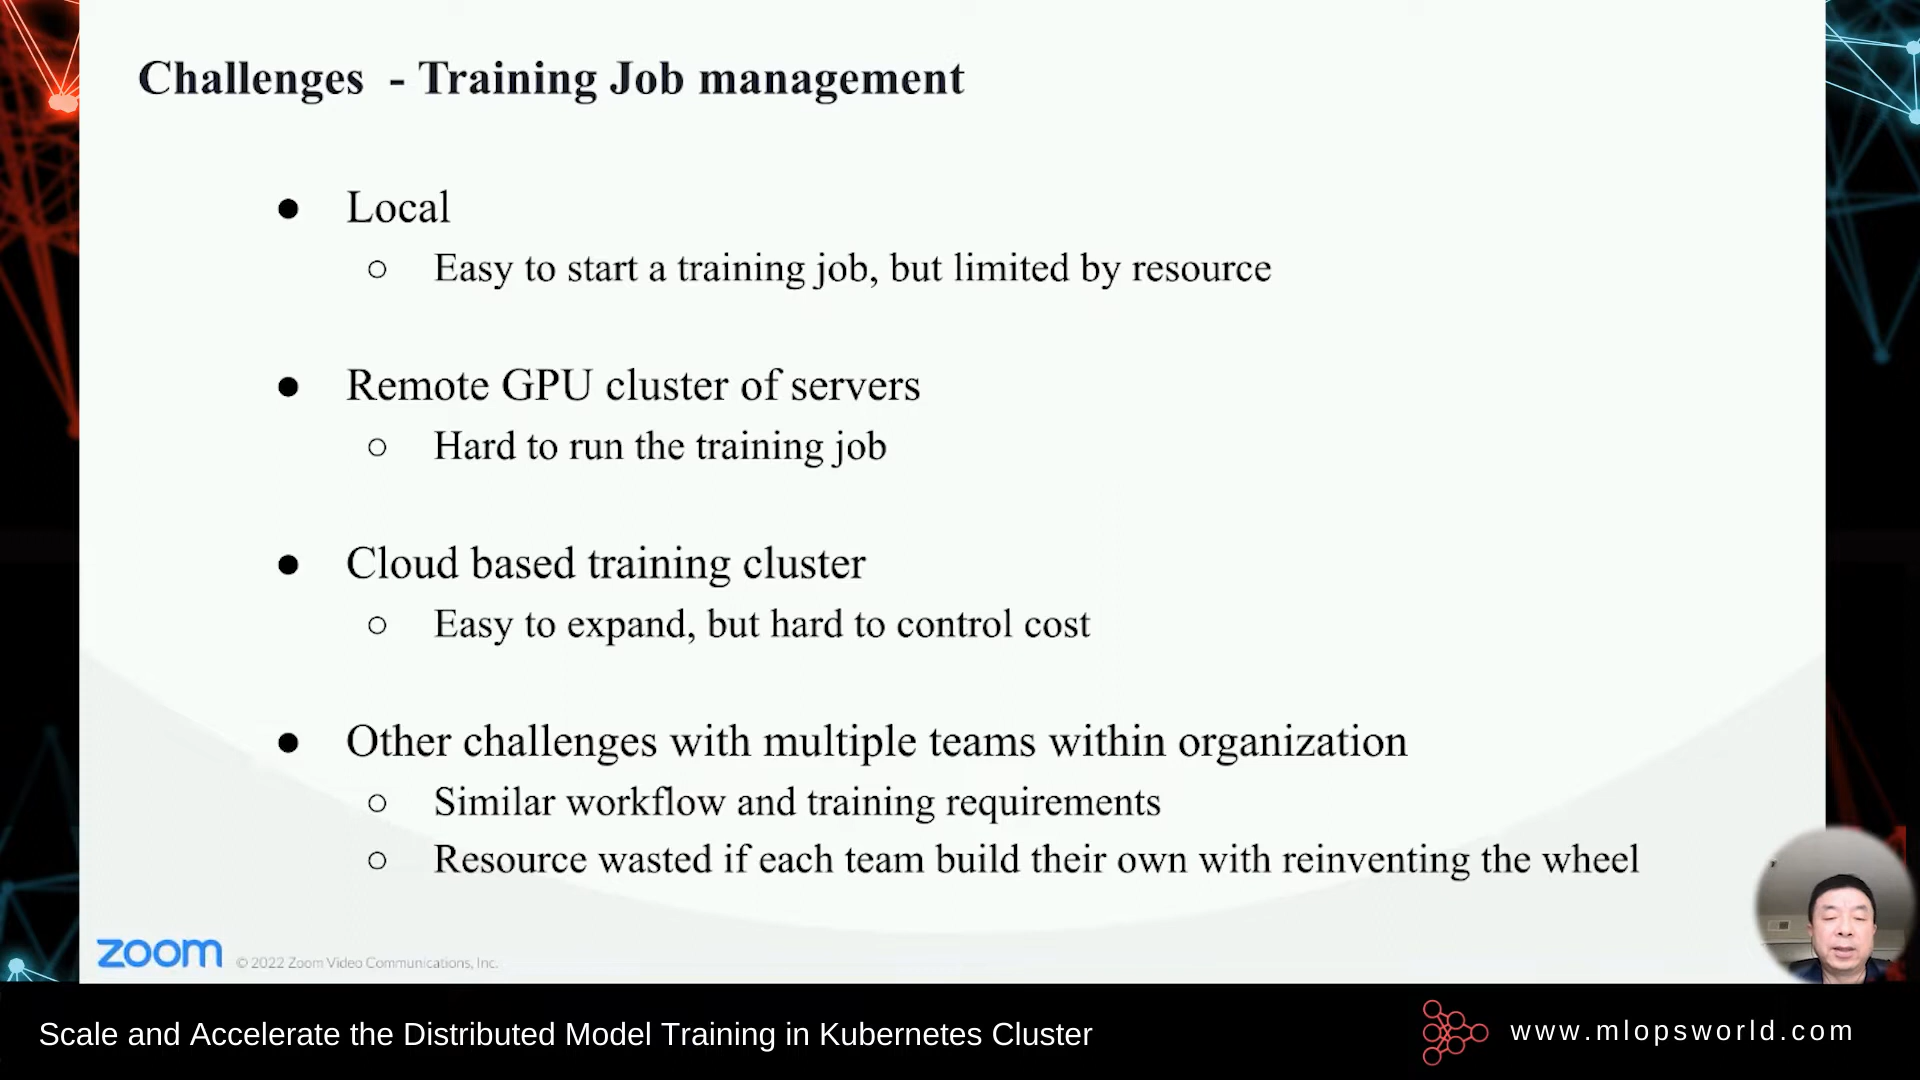 Challenges - Training Job management
● Local
○ Easy to start a training job, but limited by resource
● Remote GPU cluster of servers
○ Hard to run the training job
● Cloud based training cluster
○ Easy to expand, but hard to control cost
● Other challenges with multiple teams within organization
○ Similar workflow and training requirements
○ Resource wasted if each team build their own with reinventing the wheel
zoom © 2022 Zoom Video Communications, Inc.
Scale and Accelerate the Distributed Model Training in Kubernetes Cluster
www.mlopsworld.com